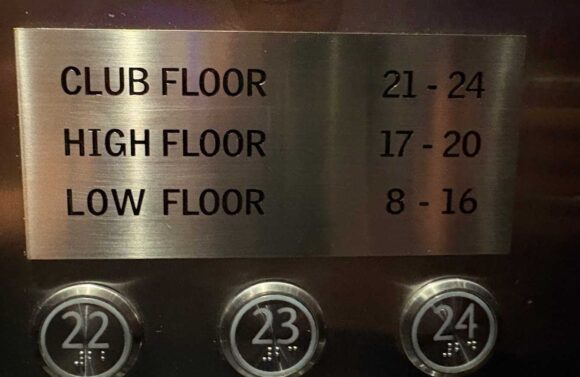 CLUB FLOOR 21 - 24
HIGH FLOOR 17 - 20
LOW FLOOR 8 - 16
22 23 24